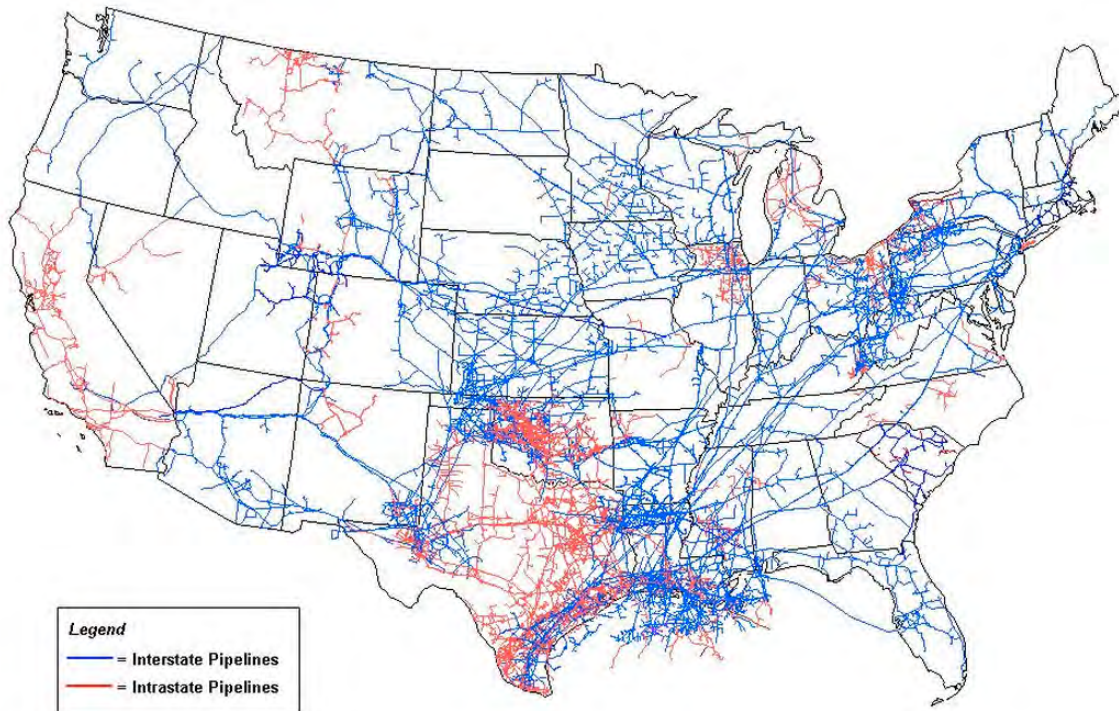 Legend
= Interstate Pipelines
= Intrastate Pipelines